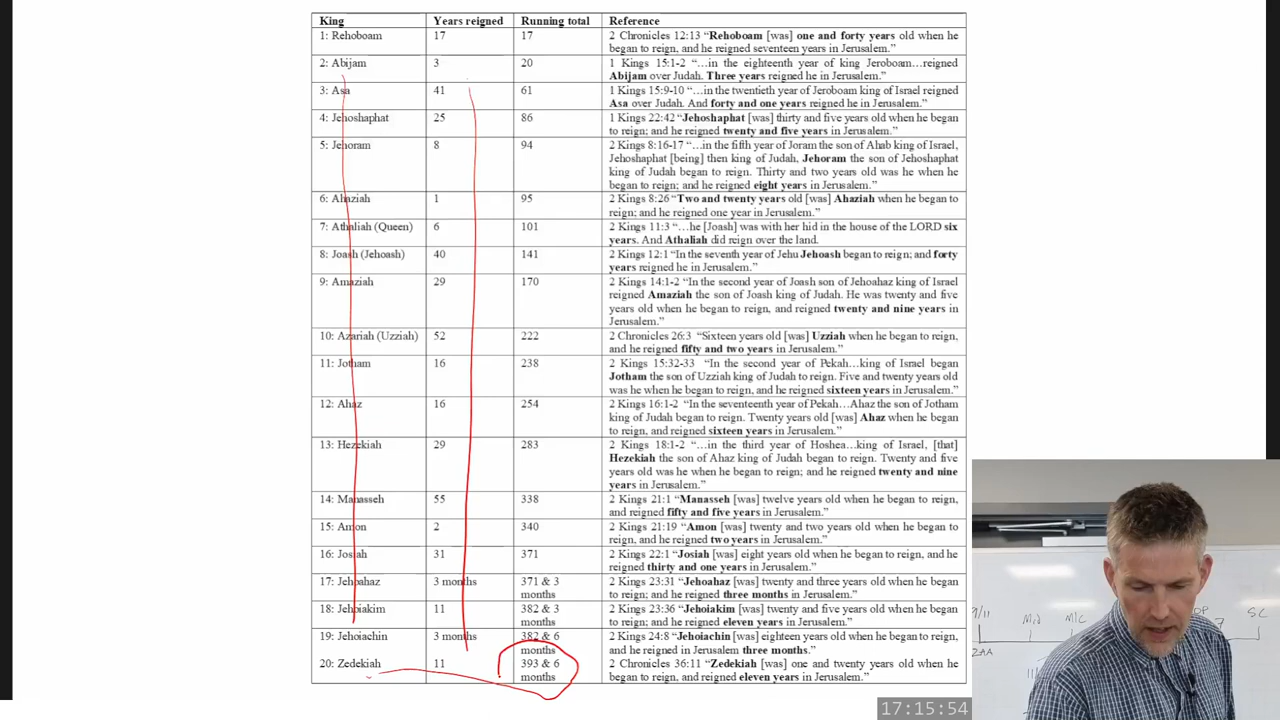 King Years reigned Running total Reference
1: Rehoboam 17 17 2 Chronicles 12:13 “Rehoboam [was] one and forty years old when he
began to reign, and he reigned seventeen years in Jerusalem.”
2: Abijam 3 20 1 Kings 15:1-2 “…in the eighteenth year of king Jeroboam…reigned
Abijam over Judah. Three years reigned he in Jerusalem.”
3: Asa 41 61 1 Kings 15:9-10 “…in the twentieth year of Jeroboam king of Israel reigned
Asa over Judah. And forty and one years reigned he in Jerusalem.”
4: Jehoshaphat 25 86 1 Kings 22:42 “Jehoshaphat [was] thirty and five years old when he began
to reign; and he reigned twenty and five years in Jerusalem.”
5: Jehoram 8 94 2 Kings 8:16-17 “…in the fifth year of Joram the son of Ahab king of Israel,
Jehoshaphat [being] then king of Judah, Jehoram the son of Jehoshaphat
king of Judah began to reign. Thirty and two years old was he when he
began to reign; and he reigned eight years in Jerusalem.”
6: Ahaziah 1 95 2 Kings 8:26 “Two and twenty years old [was] Ahaziah when he began to
reign; and he reigned one year in Jerusalem.”
7: Athaliah (Queen) 6 101 2 Kings 11:3 “…he [Joash] was with her hid in the house of the LORD six
years. And Athaliah did reign over the land.
8: Joash (Jehoash) 40 141 2 Kings 12:1 “In the seventh year of Jehu Jehoash began to reign; and forty
years reigned he in Jerusalem.”
9: Amaziah 29 170 2 Kings 14:1-2 “In the second year of Joash son of Jehoahaz king of Israel
reigned Amaziah the son of Joash king of Judah. He was twenty and five
years old when he began to reign, and reigned twenty and nine years in
Jerusalem.”
10: Azariah (Uzziah) 52 222 2 Chronicles 26:3 “Sixteen years old [was] Uzziah when he began to reign,
and he reigned fifty and two years in Jerusalem.”
11: Jotham 16 238 2 Kings 15:32-33 “In the second year of Pekah…king of Israel began
Jotham the son of Uzziah king of Judah to reign. Five and twenty years old
was he when he began to reign, and he reigned sixteen years in Jerusalem.”
12: Ahaz 16 254 2 Kings 16:1-2 “In the seventeenth year of Pekah…Ahaz the son of Jotham
king of Judah began to reign. Twenty years old [was] Ahaz when he began
to reign, and reigned sixteen years in Jerusalem.”
13: Hezekiah 29 283 2 Kings 18:1-2 “…in the third year of Hoshea…king of Israel, [that]
Hezekiah the son of Ahaz king of Judah began to reign. Twenty and five
years old was he when he began to reign; and he reigned twenty and nine
years in Jerusalem.”
14: Manasseh 55 338 2 Kings 21:1 “Manasseh [was] twelve years old when he began to reign,
and reigned fifty and five years in Jerusalem.”
15: Amon 2 340 2 Kings 21:19 “Amon [was] twenty and two years old when he began to
reign, and he reigned two years in Jerusalem.”
16: Josiah 31 371 2 Kings 22:1 “Josiah [was] eight years old when he began to reign, and he
reigned thirty and one years in Jerusalem.”
17: Jehoahaz 3 months 371 & 3 2 Kings 23:31 “Jehoahaz [was] twenty and three years old when he began
months to reign; and he reigned three months in Jerusalem.”
18: Jehoiakim 11 382 & 3 2 Kings 23:36 “Jehoiakim [was] twenty and five years old when he began to
months reign; and he reigned eleven years in Jerusalem.”
19: Jehoiachin 3 months 382 & 6 2 Kings 24:8 “Jehoiachin [was] eighteen years old when he began to reign,
months and he reigned in Jerusalem three months.”
20: Zedekiah 11 393 & 6 2 Chronicles 36:11 “Zedekiah [was] one and twenty years old when he
months began to reign, and reigned eleven years in Jerusalem.”
9/11 SC
17:15:54